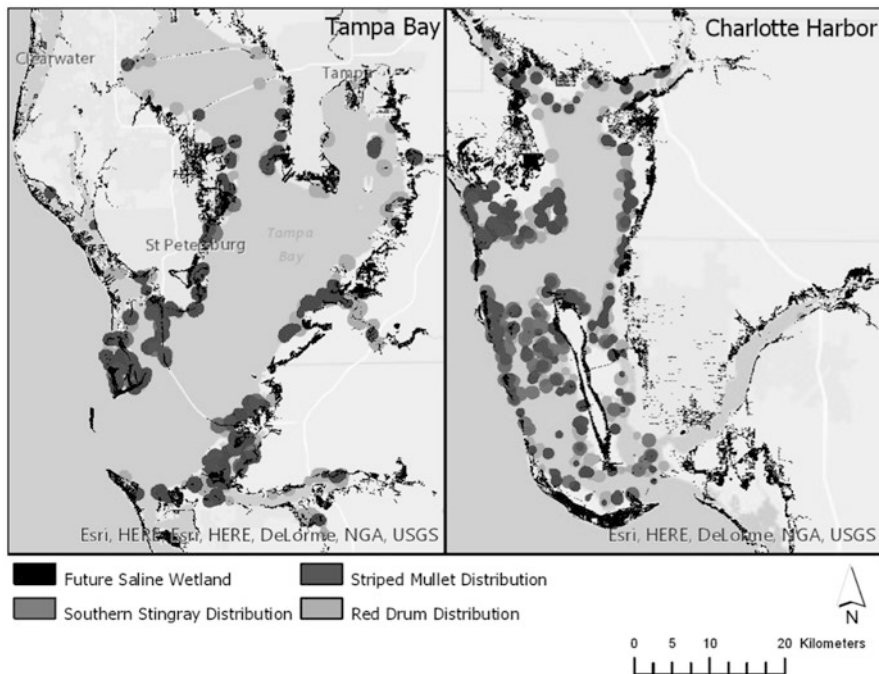 Tampa Bay
Clearwater
Tampa
St Petersburg
Tampa
Bay
Esri, HERE, Esri, HERE, DeLorme, NGA, USGS
Charlotte Harbor
Esri, HERE, DeLorme, NGA, USGS
Future Saline Wetland
Striped Mullet Distribution
Southern Stingray Distribution
Red Drum Distribution
N
0 5 10 20 Kilometers